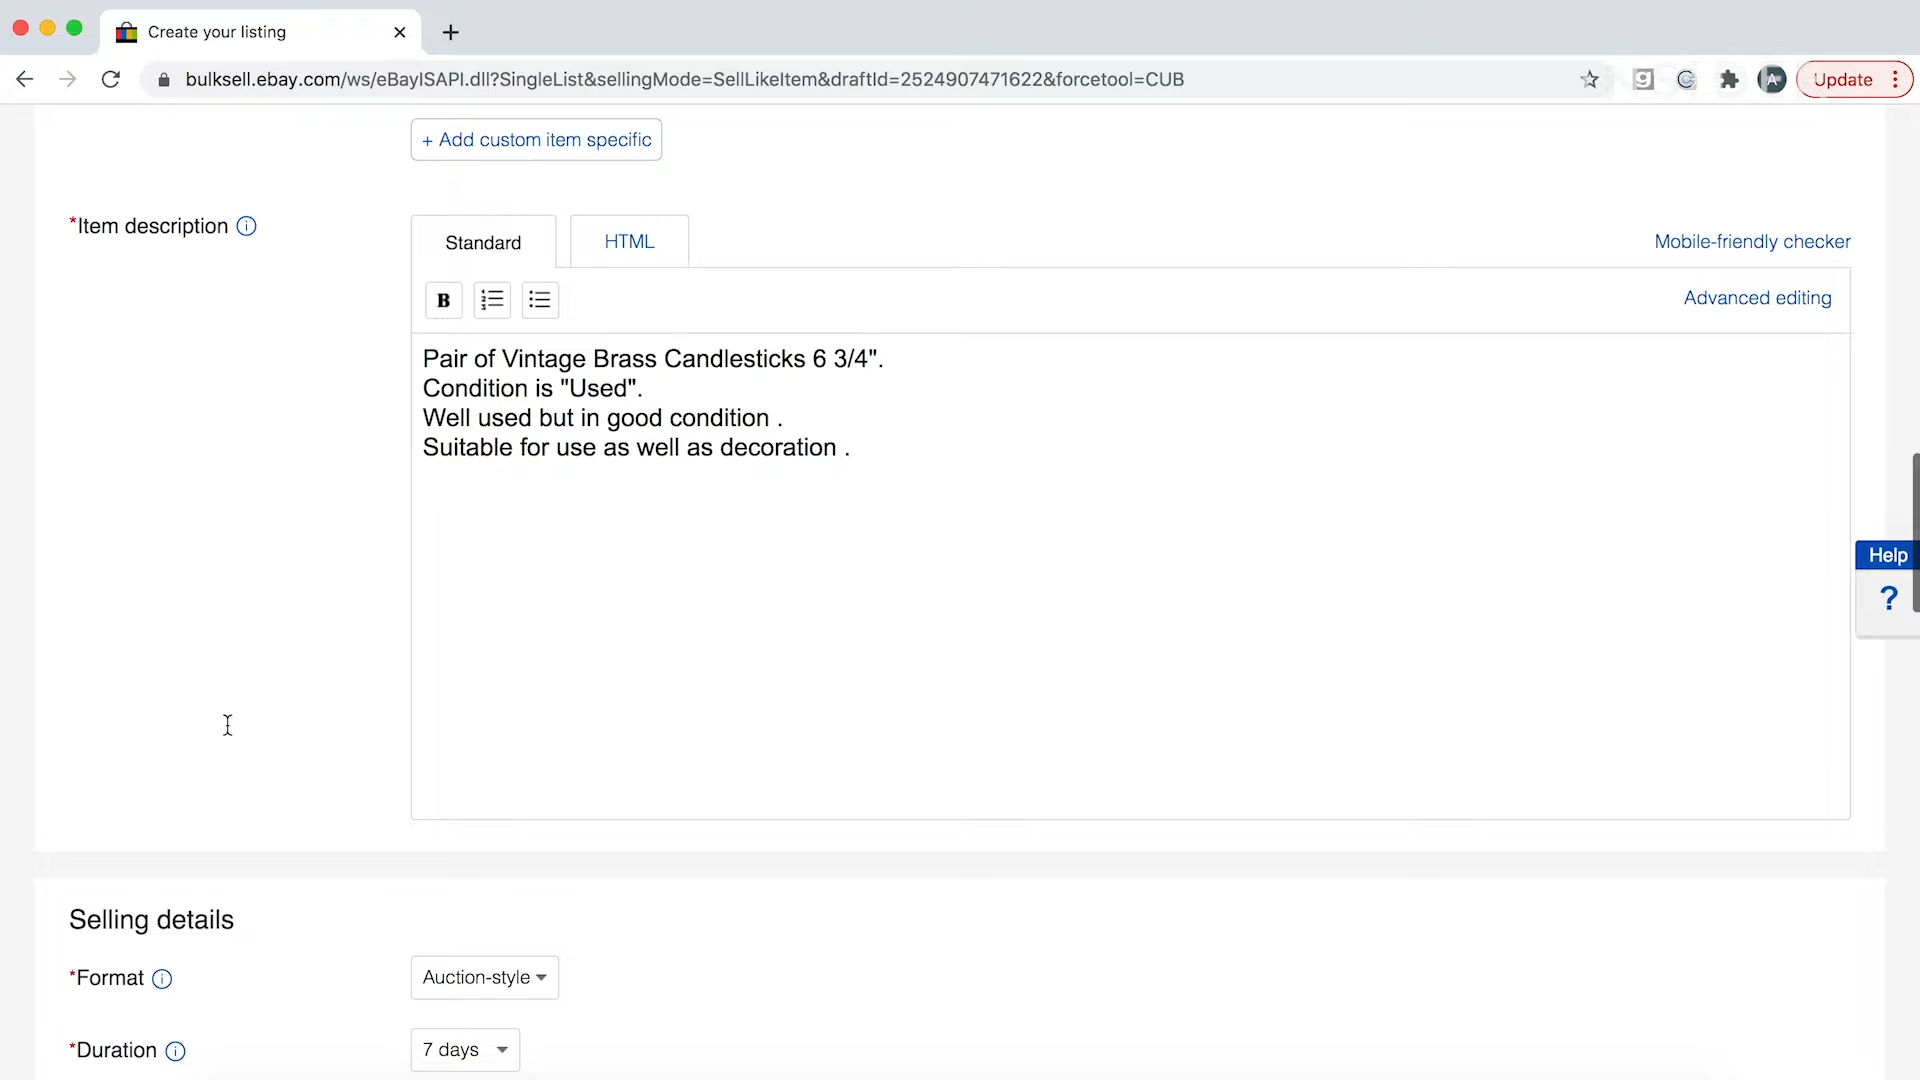 Create your listing
bulksell.ebay.com/ws/eBayISAPI.dll?SingleList&sellingMode=SellLikeItem&draftId=2524907471622&forcetool=CUB
Update
+ Add custom item specific
*Item description
Standard
HTML
Mobile-friendly checker
B
Advanced editing
Pair of Vintage Brass Candlesticks 6 3/4".
Condition is "Used".
Well used but in good condition .
Suitable for use as well as decoration .
Help
?
Selling details
*Format
Auction-style
*Duration
7 days